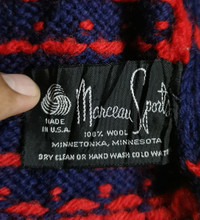 Marceau Sports
MADE
IN U.S.A.
100% WOOL
MINNETONKA, MINNESOTA
DRY CLEAN OR HAND WASH COLD WATER